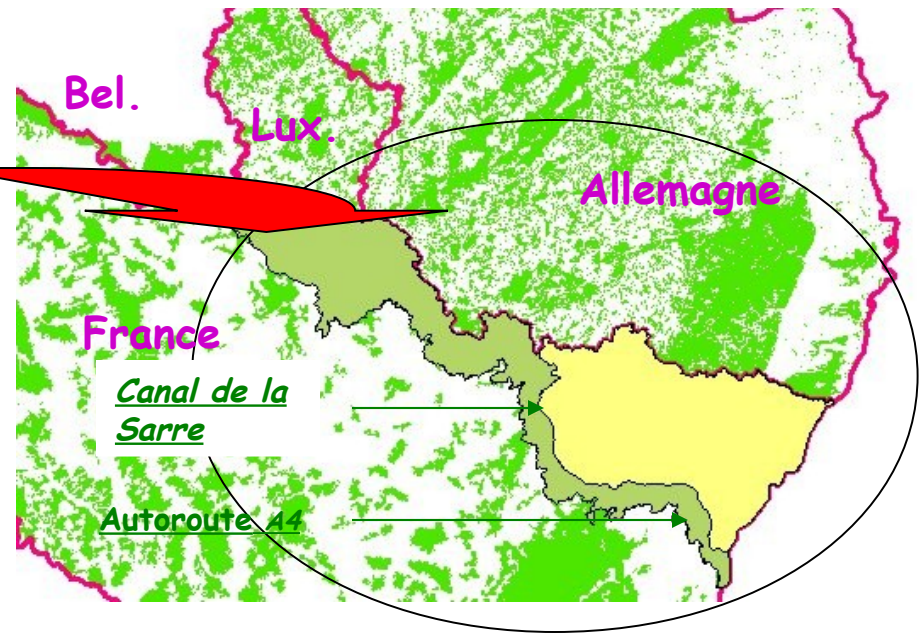 Bel.
Lux.
Allemagne
France
Canal de la
Sarre
Autoroute A4